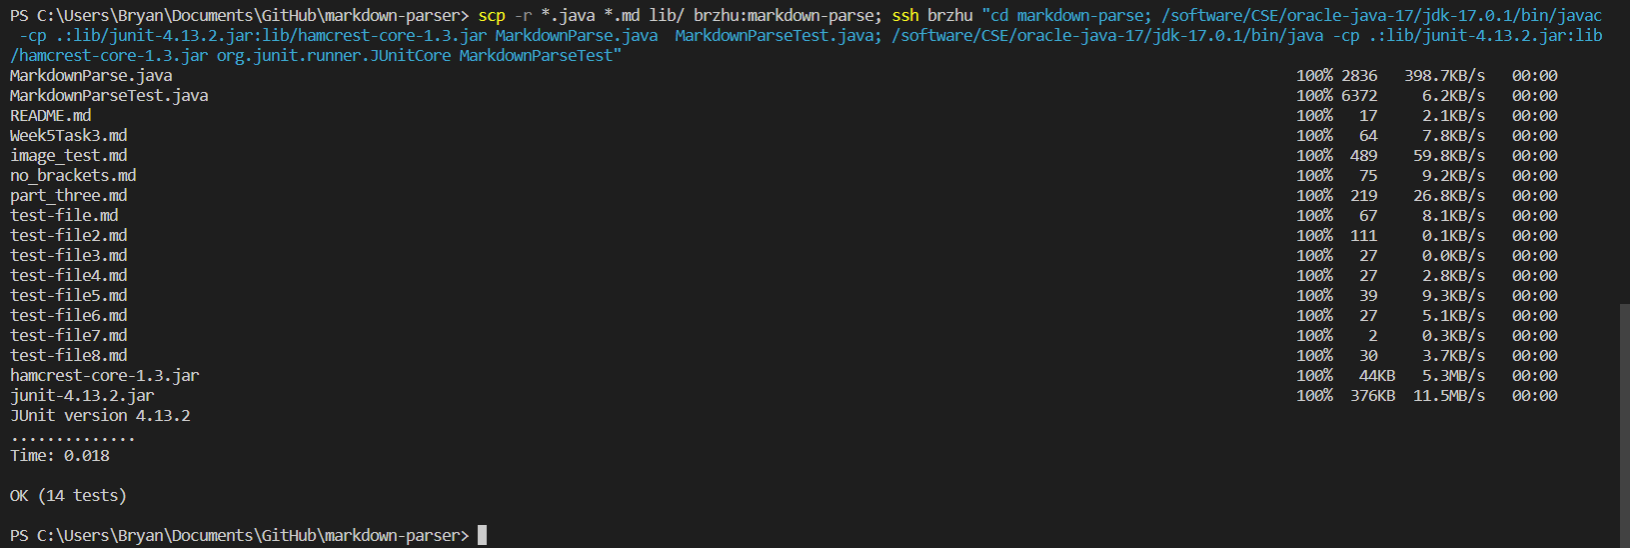 PS C:\Users\Bryan\Documents\GitHub\markdown-parser> scp -r *.java *.md lib/ brzhu:markdown-parse; ssh brzhu "cd markdown-parse; /software/CSE/oracle-java-17/jdk-17.0.1/bin/javac
-cp .:lib/junit-4.13.2.jar:lib/hamcrest-core-1.3.jar MarkdownParse.java  MarkdownParseTest.java; /software/CSE/oracle-java-17/jdk-17.0.1/bin/java -cp .:lib/junit-4.13.2.jar:lib
/hamcrest-core-1.3.jar org.junit.runner.JUnitCore MarkdownParseTest"
MarkdownParse.java 100% 2836 398.7KB/s 00:00
MarkdownParseTest.java 100% 6372 6.2KB/s 00:00
README.md 100% 17 2.1KB/s 00:00
Week5Task3.md 100% 64 7.8KB/s 00:00
image_test.md 100% 489 59.8KB/s 00:00
no_brackets.md 100% 75 9.2KB/s 00:00
part_three.md 100% 219 26.8KB/s 00:00
test-file.md 100% 67 8.1KB/s 00:00
test-file2.md 100% 111 0.1KB/s 00:00
test-file3.md 100% 27 0.0KB/s 00:00
test-file4.md 100% 27 2.8KB/s 00:00
test-file5.md 100% 39 9.3KB/s 00:00
test-file6.md 100% 27 5.1KB/s 00:00
test-file7.md 100% 2 0.3KB/s 00:00
test-file8.md 100% 30 3.7KB/s 00:00
hamcrest-core-1.3.jar 100% 44KB 5.3MB/s 00:00
junit-4.13.2.jar 100% 376KB 11.5MB/s 00:00
JUnit version 4.13.2
..............
Time: 0.018
OK (14 tests)
PS C:\Users\Bryan\Documents\GitHub\markdown-parser>